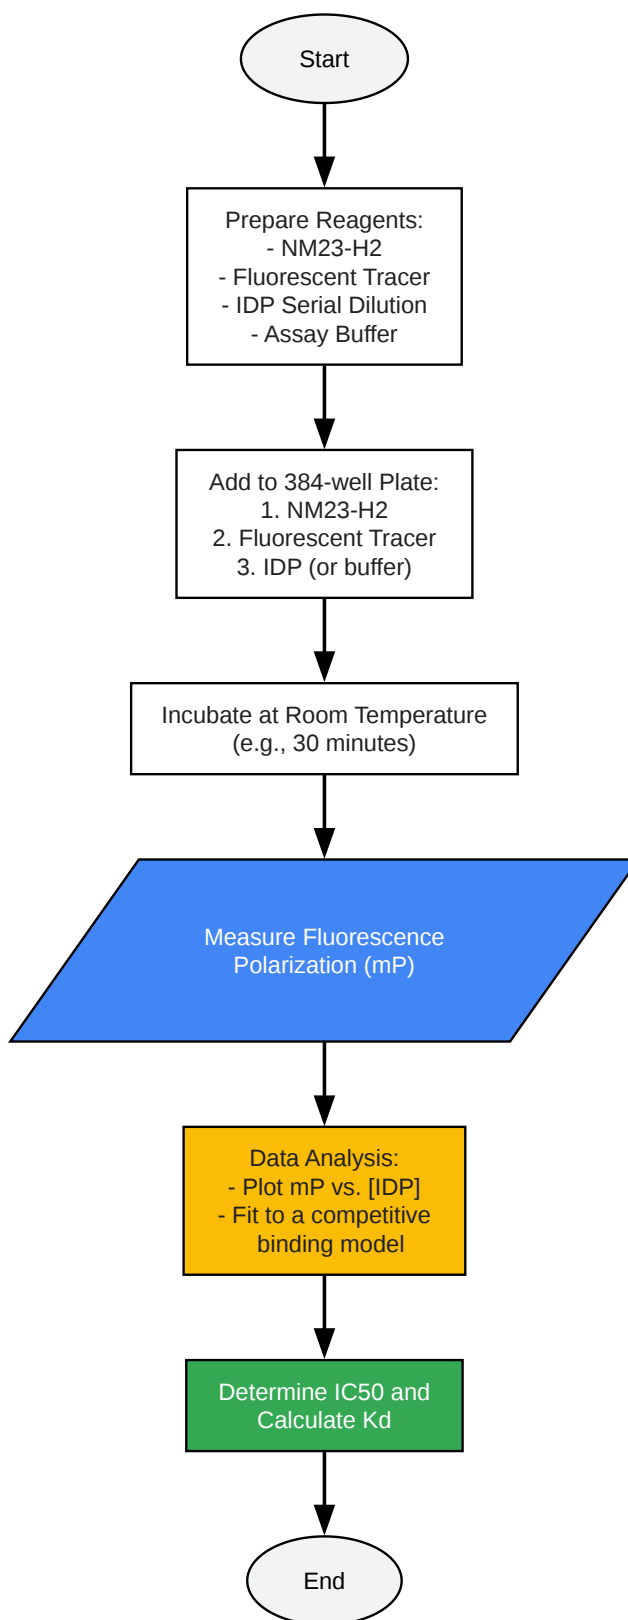 Start
Prepare Reagents:
- NM23-H2
- Fluorescent Tracer
- IDP Serial Dilution
- Assay Buffer
Add to 384-well Plate:
1. NM23-H2
2. Fluorescent Tracer
3. IDP (or buffer)
Incubate at Room Temperature
(e.g., 30 minutes)
Measure Fluorescence
Polarization (mP)
Data Analysis:
- Plot mP vs. [IDP]
- Fit to a competitive
binding model
Determine IC50 and
Calculate Kd
End